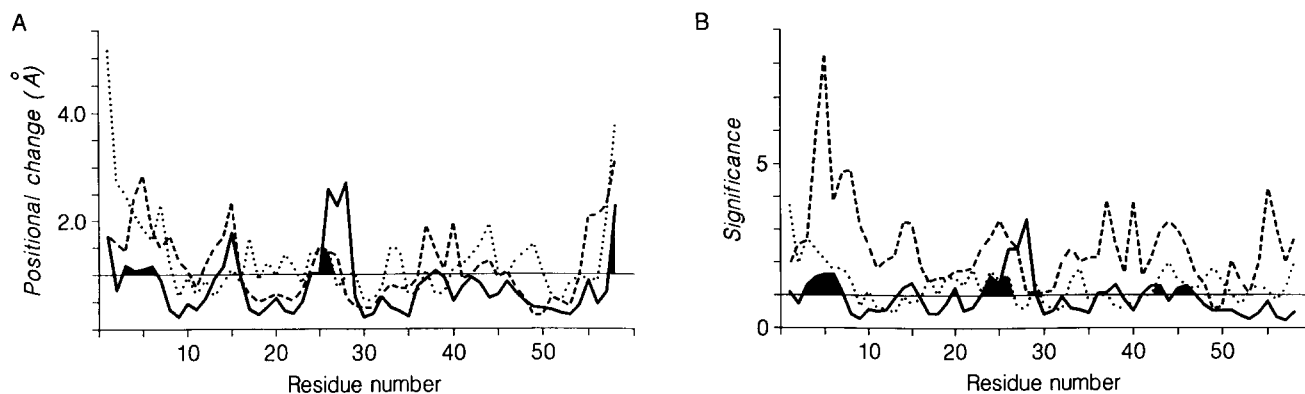 A
Positional change (Å)
4.0
2.0
10 20 30 40 50
Residue number
B
Significance
5
0
10 20 30 40 50
Residue number